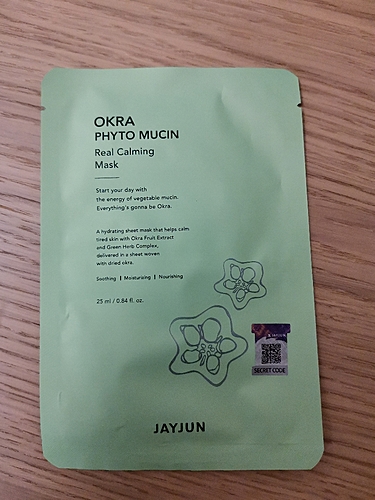 OKRA
PHYTO MUCIN
Real Calming
Mask
Start your day with
the energy of vegetable mucin.
Everything's gonna be Okra.
A hydrating sheet mask that helps calm
tired skin with Okra Fruit Extract
and Green Herb Complex,
delivered in a sheet woven
with dried okra.
Soothing | Moisturizing | Nourishing
25 ml / 0.84 fl. oz.
JAYJUN
SECRET CODE
JAYJUN